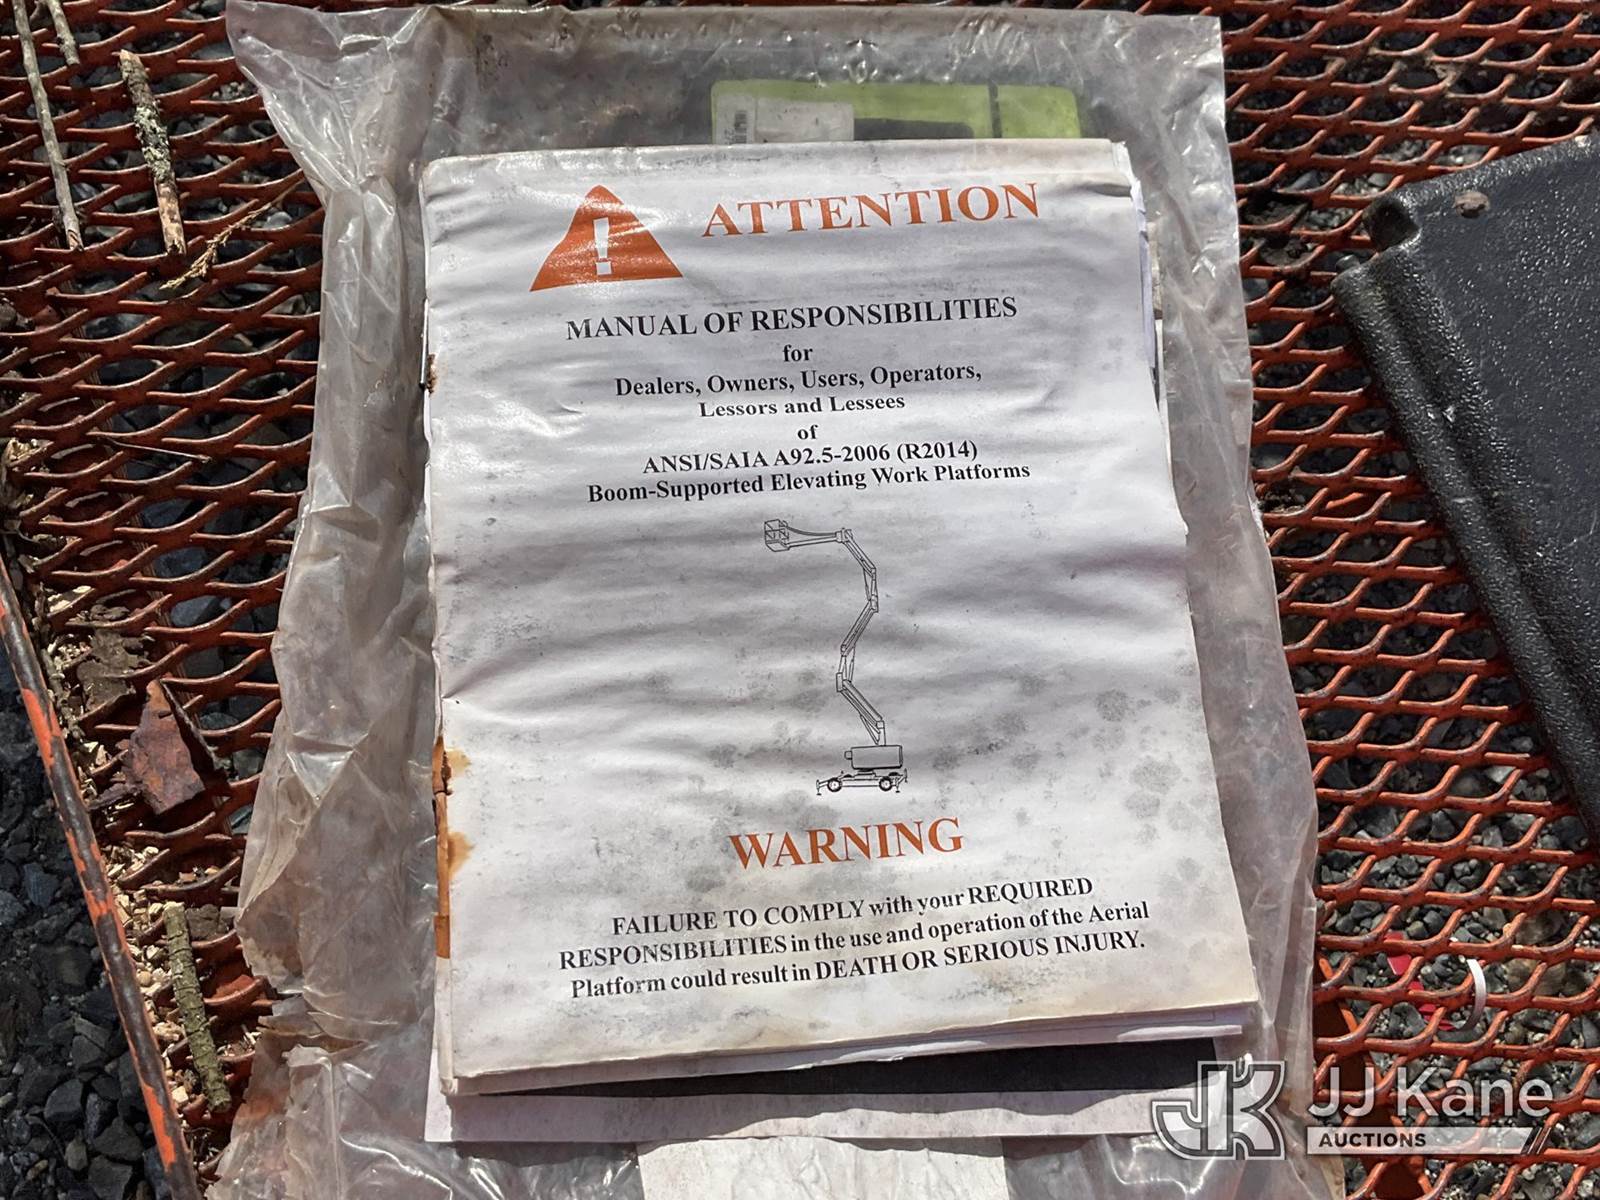 ATTENTION
MANUAL OF RESPONSIBILITIES
for
Dealers, Owners, Users, Operators,
Lessors and Lessees
of
ANSI/SAIA A92.5-2006 (R2014)
Boom-Supported Elevating Work Platforms
WARNING
FAILURE TO COMPLY with your REQUIRED
RESPONSIBILITIES in the use and operation of the Aerial
Platform could result in DEATH OR SERIOUS INJURY.
JJ Kane
AUCTIONS